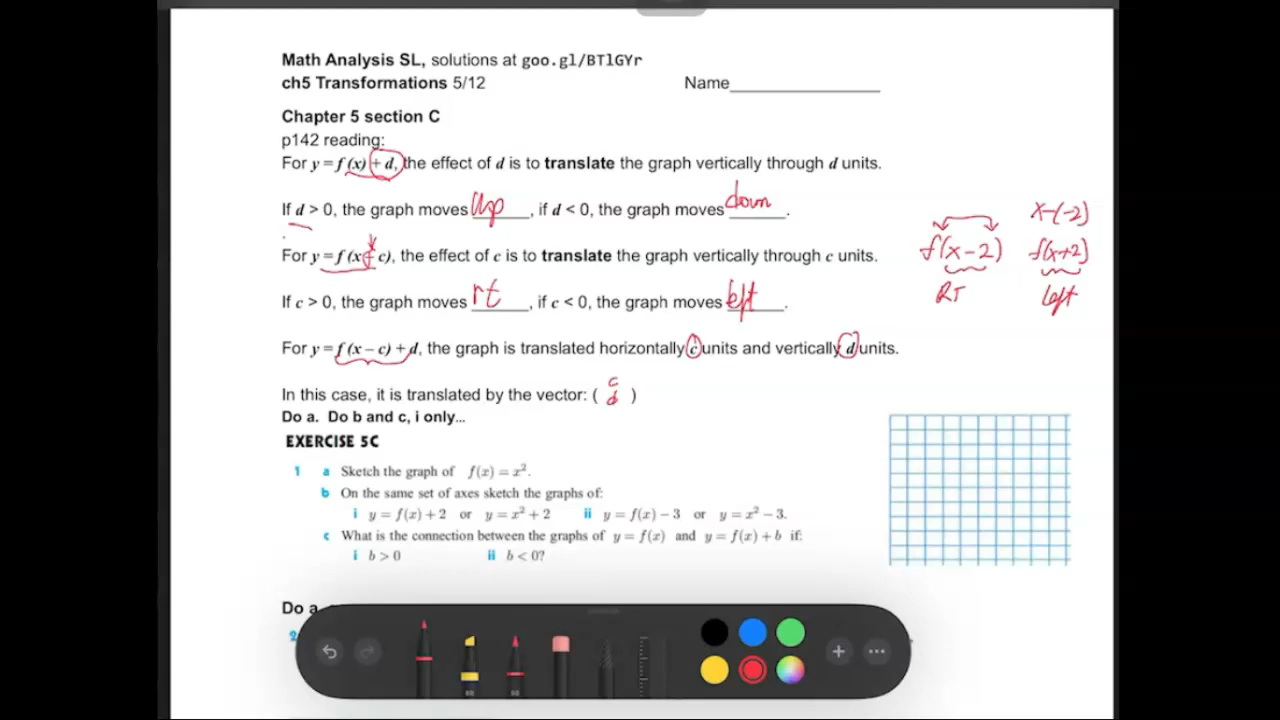 Math Analysis SL, solutions at goo.gl/BTlGYr
ch5 Transformations 5/12 Name________________
Chapter 5 section C
p142 reading:
For y = f (x) + d, the effect of d is to translate the graph vertically through d units.
If d > 0, the graph moves up, if d < 0, the graph moves down.
x-(-2)
For y = f (x - c), the effect of c is to translate the graph vertically through c units.
f(x-2) f(x+2)
If c > 0, the graph moves rt, if c < 0, the graph moves left.
RT left
For y = f (x – c) + d, the graph is translated horizontally c units and vertically d units.
In this case, it is translated by the vector: ( c d )
Do a. Do b and c, i only...
EXERCISE 5C
1 a Sketch the graph of f(x) = x².
b On the same set of axes sketch the graphs of:
i y = f(x) + 2 or y = x² + 2 ii y = f(x) − 3 or y = x² − 3.
c What is the connection between the graphs of y = f(x) and y = f(x) + b if:
i b > 0 ii b < 0?
Do a
2